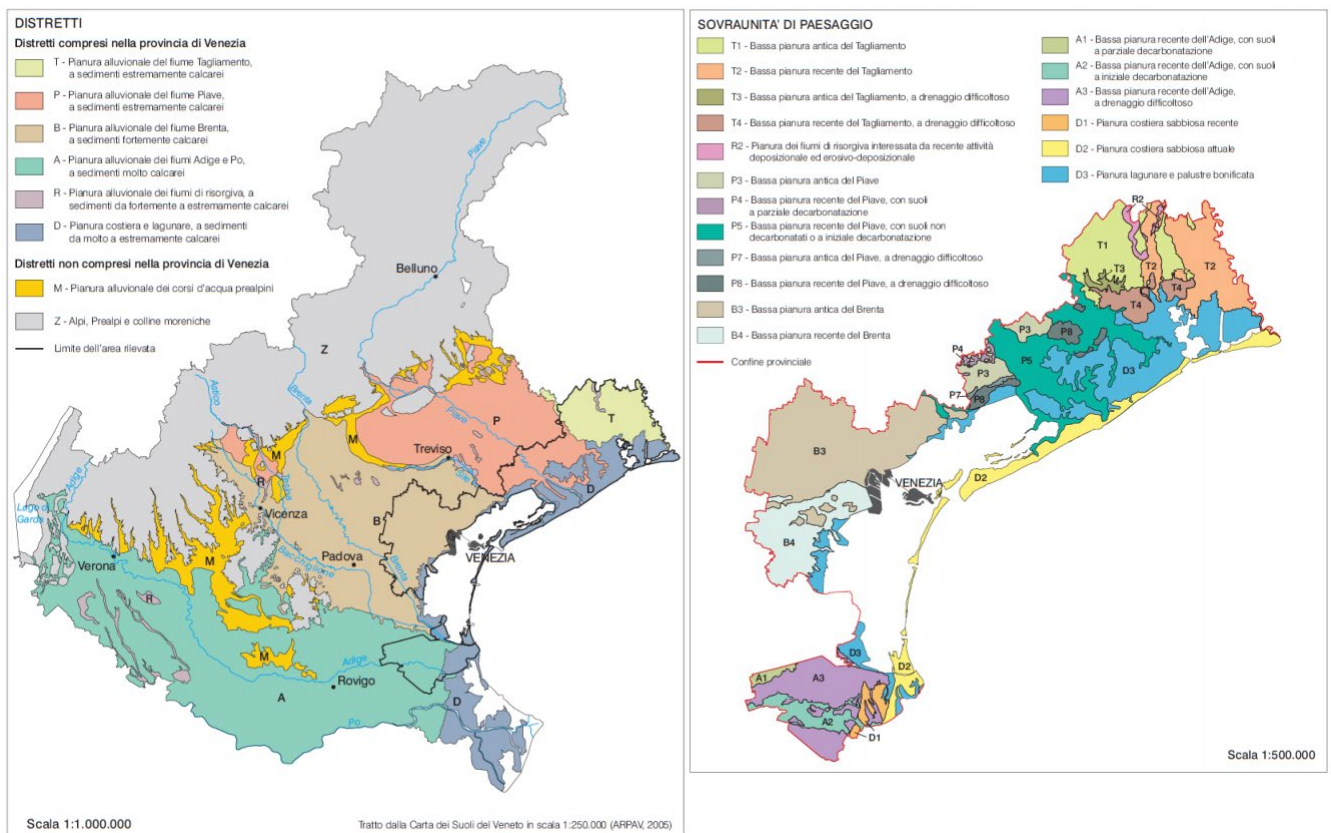 DISTRETTI
Distretti compresi nella provincia di Venezia
T - Pianura alluvionale del fiume Tagliamento,
a sedimenti estremamente calcarei
P - Pianura alluvionale del fiume Piave,
a sedimenti estremamente calcarei
B - Pianura alluvionale del fiume Brenta,
a sedimenti fortemente calcarei
A - Pianura alluvionale dei fiumi Adige e Po,
a sedimenti molto calcarei
R - Pianura alluvionale dei fiumi di risorgiva, a
sedimenti da fortemente a estremamente calcarei
D - Pianura costiera e lagunare, a sedimenti
da molto a estremamente calcarei
Distretti non compresi nella provincia di Venezia
M - Pianura alluvionale dei corsi d'acqua prealpini
Z - Alpi, Prealpi e colline moreniche
Limite dell'area rilevata
Piave
Belluno
Z
Astico
Brenta
Piave
P
T
M
Treviso
Sile
D
M
R
Tesina
Vicenza
B
VENEZIA
Adige
Lago di
Garda
Verona
M
Bacchiglione
Padova
Brenta
R
M
Adige
Rovigo
A
D
Po
Scala 1:1.000.000
Tratto dalla Carta dei Suoli del Veneto in scala 1:250.000 (ARPAV, 2005)
SOVRAUNITA' DI PAESAGGIO
T1 - Bassa pianura antica del Tagliamento
T2 - Bassa pianura recente del Tagliamento
T3 - Bassa pianura antica del Tagliamento, a drenaggio difficoltoso
T4 - Bassa pianura recente del Tagliamento, a drenaggio difficoltoso
R2 - Pianura dei fiumi di risorgiva interessata da recente attività
deposizionale ed erosivo-deposizionale
P3 - Bassa pianura antica del Piave
P4 - Bassa pianura recente del Piave, con suoli
a parziale decarbonatazione
P5 - Bassa pianura recente del Piave, con suoli non
decarbonatati o a iniziale decarbonatazione
P7 - Bassa pianura antica del Piave, a drenaggio difficoltoso
P8 - Bassa pianura recente del Piave, a drenaggio difficoltoso
B3 - Bassa pianura antica del Brenta
B4 - Bassa pianura recente del Brenta
Confine provinciale
A1 - Bassa pianura recente dell'Adige, con suoli
a parziale decarbonatazione
A2 - Bassa pianura recente dell'Adige, con suoli
a iniziale decarbonatazione
A3 - Bassa pianura recente dell'Adige,
a drenaggio difficoltoso
D1 - Pianura costiera sabbiosa recente
D2 - Pianura costiera sabbiosa attuale
D3 - Pianura lagunare e palustre bonificata
R2
T1
T3
T2
T2
T4
T4
P3
P8
P4
P5
P3
D3
P7
P8
B3
VENEZIA
D2
B4
D3
D2
A1
A3
A2
D1
Scala 1:500.000